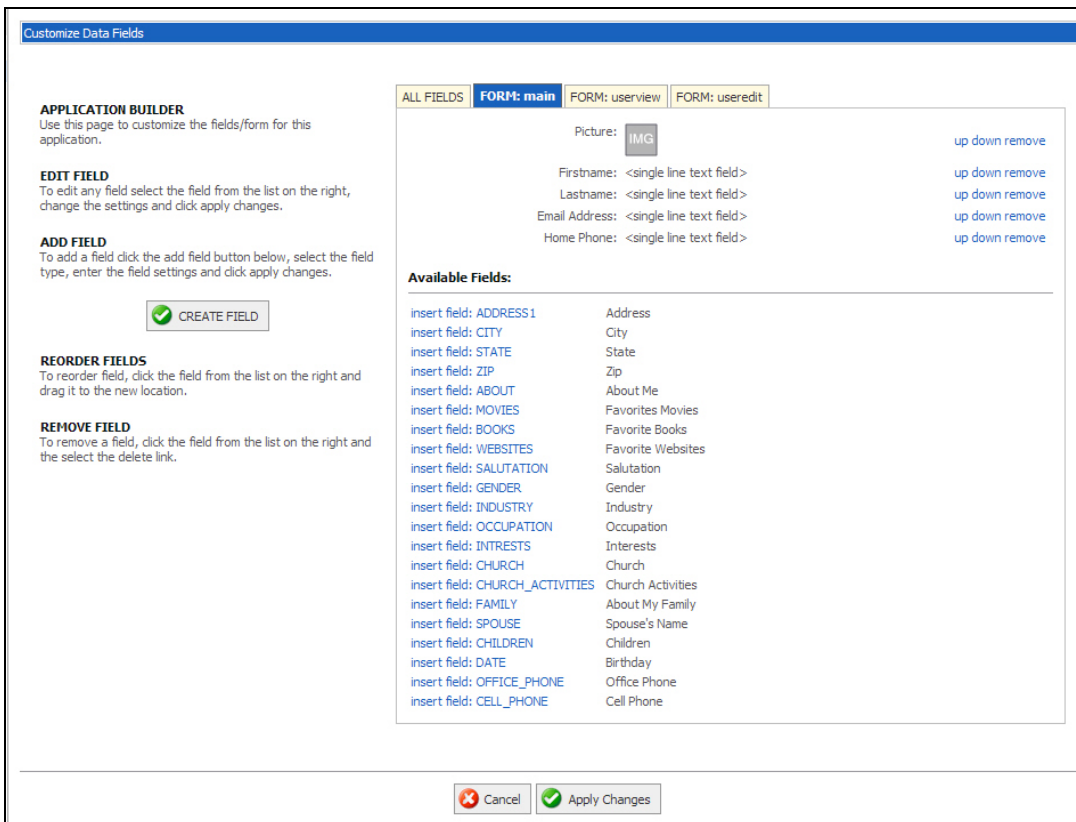 Customize Data Fields
APPLICATION BUILDER
Use this page to customize the fields/form for this
application.
EDIT FIELD
To edit any field select the field from the list on the right,
change the settings and click apply changes.
ADD FIELD
To add a field click the add field button below, select the field
type, enter the field settings and click apply changes.
CREATE FIELD
REORDER FIELDS
To reorder field, click the field from the list on the right and
drag it to the new location.
REMOVE FIELD
To remove a field, click the field from the list on the right and
the select the delete link.
ALL FIELDS FORM: main FORM: userview FORM: useredit
Picture: IMG up down remove
Firstname: <single line text field> up down remove
Lastname: <single line text field> up down remove
Email Address: <single line text field> up down remove
Home Phone: <single line text field> up down remove
Available Fields:
insert field: ADDRESS1 Address
insert field: CITY City
insert field: STATE State
insert field: ZIP Zip
insert field: ABOUT About Me
insert field: MOVIES Favorites Movies
insert field: BOOKS Favorite Books
insert field: WEBSITES Favorite Websites
insert field: SALUTATION Salutation
insert field: GENDER Gender
insert field: INDUSTRY Industry
insert field: OCCUPATION Occupation
insert field: INTRESTS Interests
insert field: CHURCH Church
insert field: CHURCH_ACTIVITIES Church Activities
insert field: FAMILY About My Family
insert field: SPOUSE Spouse's Name
insert field: CHILDREN Children
insert field: DATE Birthday
insert field: OFFICE_PHONE Office Phone
insert field: CELL_PHONE Cell Phone
Cancel Apply Changes